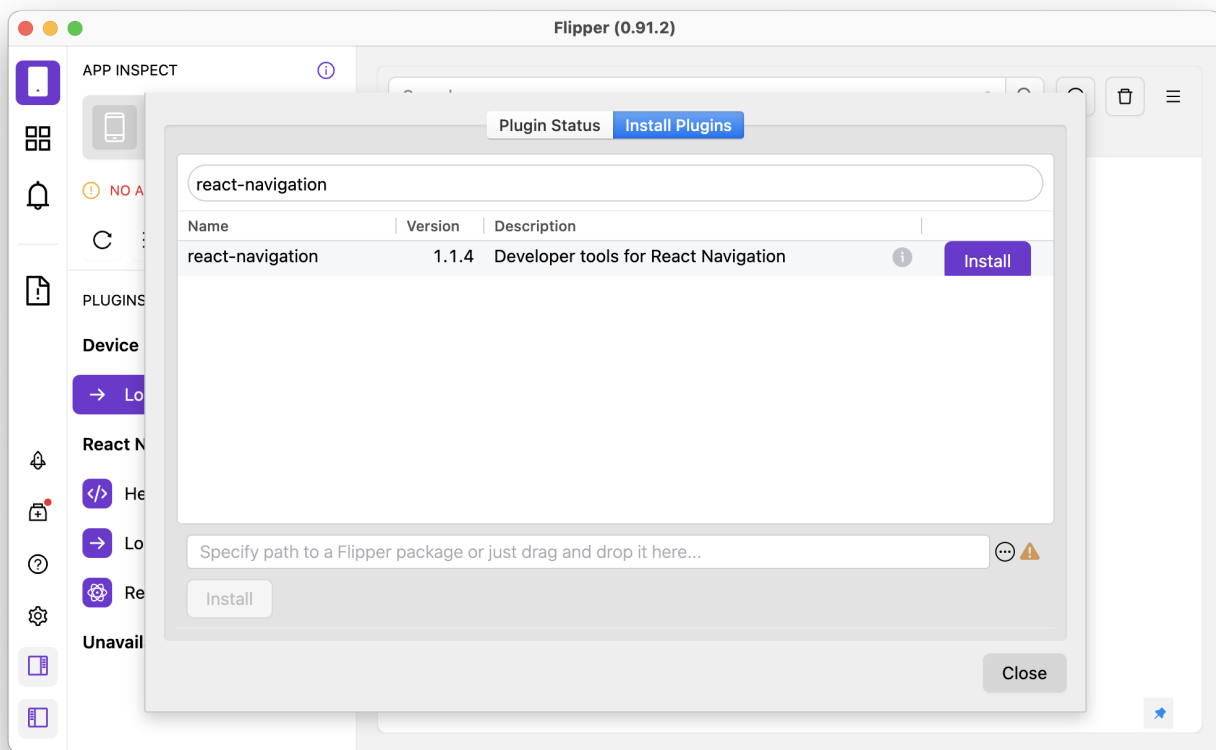 Flipper (0.91.2)
APP INSPECT
NO A
PLUGINS
Device
Lo
React N
He
Lo
Re
Unavail
Plugin Status
Install Plugins
react-navigation
Name Version Description
react-navigation 1.1.4 Developer tools for React Navigation Install
Specify path to a Flipper package or just drag and drop it here...
Install
Close